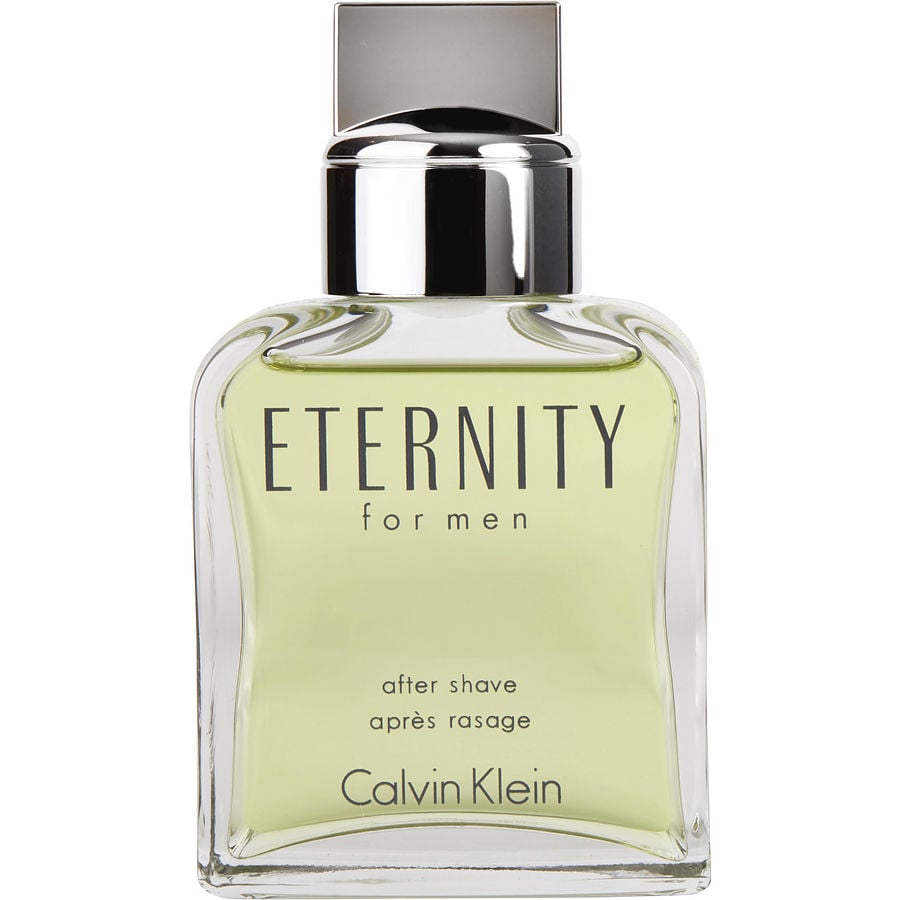 ETERNITY
for men
after shave
après rasage
Calvin Klein